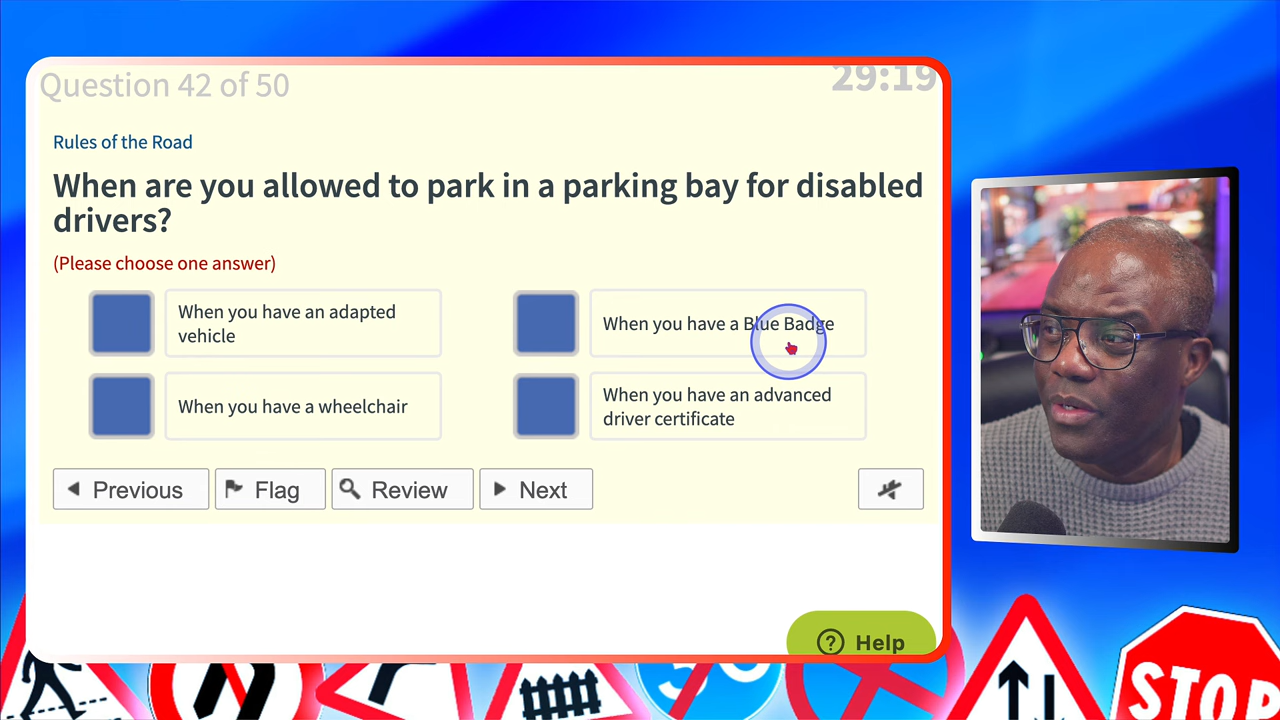 Question 42 of 50
29:19
Rules of the Road
When are you allowed to park in a parking bay for disabled
drivers?
(Please choose one answer)
When you have an adapted
vehicle
When you have a Blue Badge
When you have a wheelchair
When you have an advanced
driver certificate
Previous
Flag
Review
Next
Help
STOP